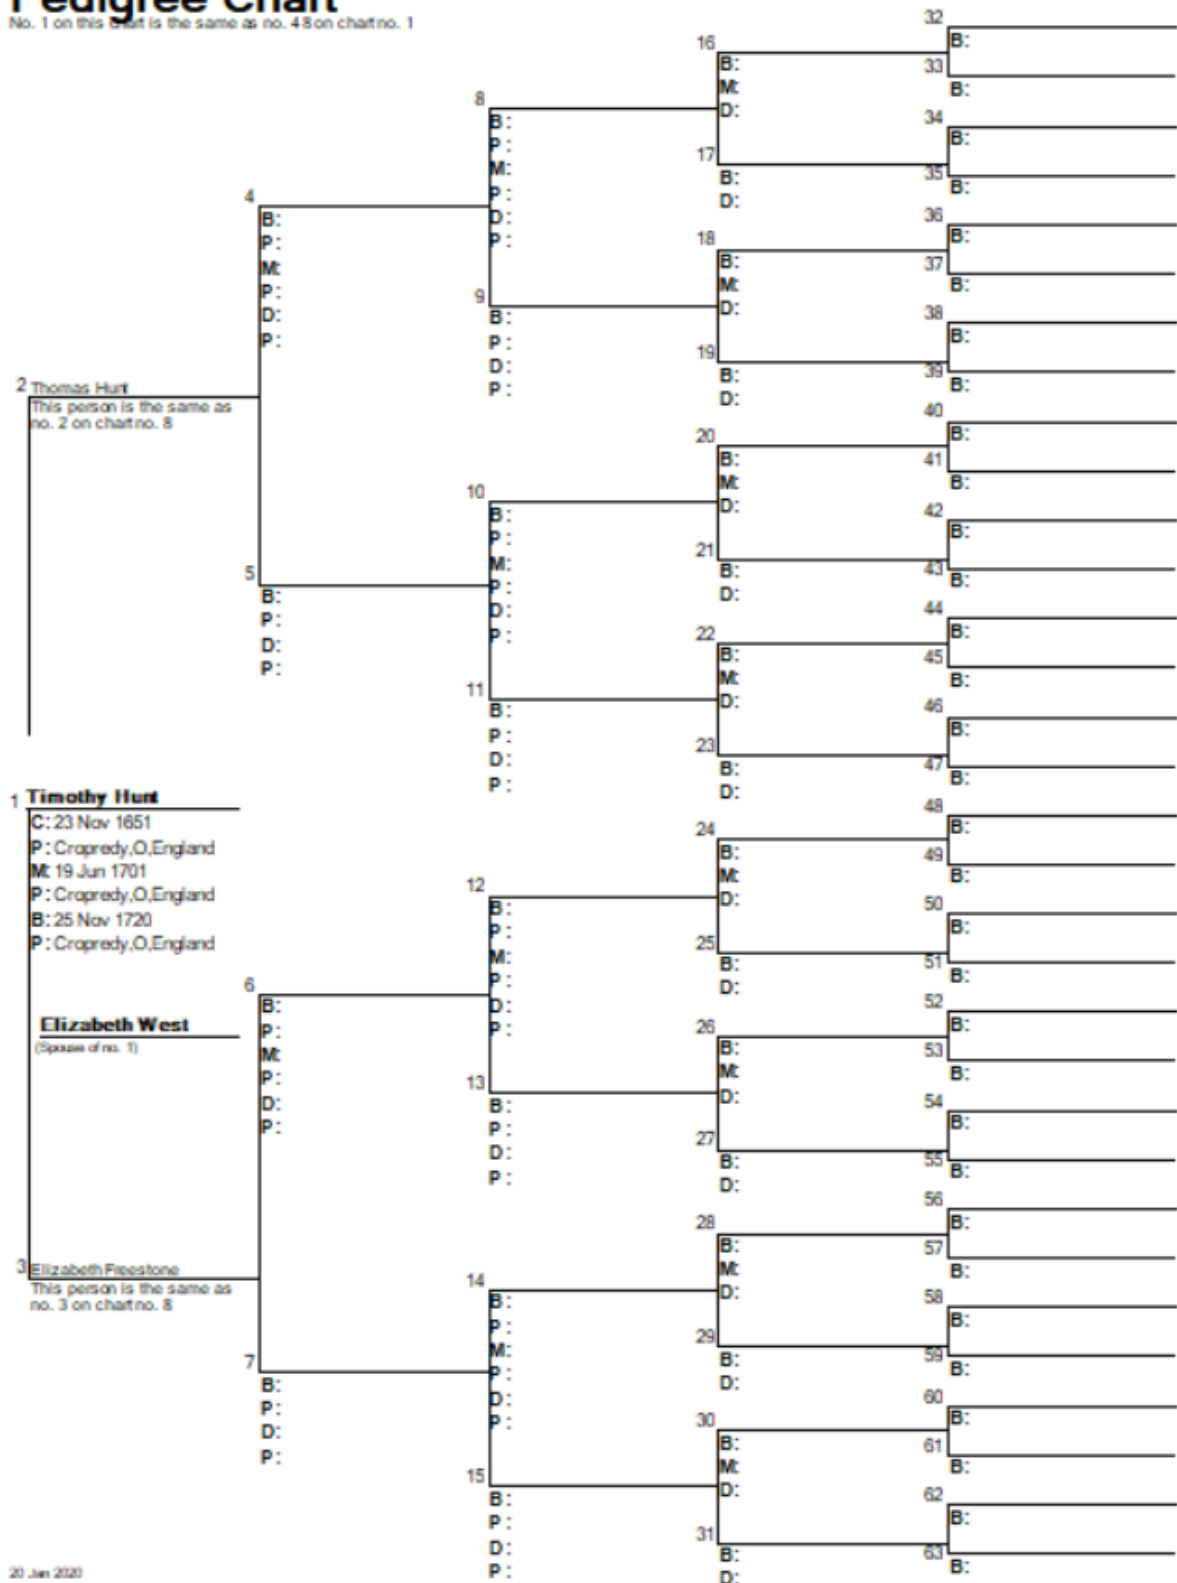 Pedigree Chart
No. 1 on this chart is the same as no. 48 on chart no. 1
2 Thomas Hunt
This person is the same as
no. 2 on chart no. 8
1 Timothy Hunt
C: 23 Nov 1651
P: Cropredy,O,England
M: 19 Jun 1701
P: Cropredy,O,England
B: 25 Nov 1720
P: Cropredy,O,England
Elizabeth West
(Spouse of no. 1)
3 Elizabeth Freestone
This person is the same as
no. 3 on chart no. 8
4
B:
P:
M:
P:
D:
P:
5
B:
P:
D:
P:
6
B:
P:
M:
P:
D:
P:
7
B:
P:
D:
P:
8
B:
P:
M:
P:
D:
P:
9
B:
P:
D:
P:
10
B:
P:
M:
P:
D:
P:
11
B:
P:
D:
P:
12
B:
P:
M:
P:
D:
P:
13
B:
P:
D:
P:
14
B:
P:
M:
P:
D:
P:
15
B:
P:
D:
P:
16
B:
M:
D:
17
B:
D:
18
B:
M:
D:
19
B:
D:
20
B:
M:
D:
21
B:
D:
22
B:
M:
D:
23
B:
D:
24
B:
M:
D:
25
B:
D:
26
B:
M:
D:
27
B:
D:
28
B:
M:
D:
29
B:
D:
30
B:
M:
D:
31
B:
D:
32
B:
33
B:
34
B:
35
B:
36
B:
37
B:
38
B:
39
B:
40
B:
41
B:
42
B:
43
B:
44
B:
45
B:
46
B:
47
B:
48
B:
49
B:
50
B:
51
B:
52
B:
53
B:
54
B:
55
B:
56
B:
57
B:
58
B:
59
B:
60
B:
61
B:
62
B:
63
B:
20 Jan 2020